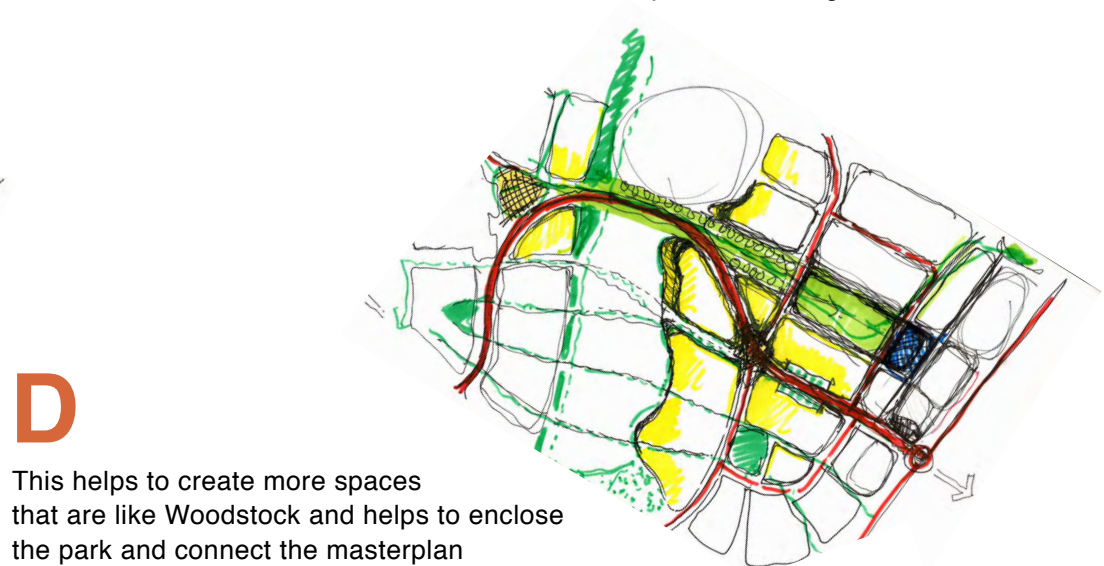 D
This helps to create more spaces
that are like Woodstock and helps to enclose
the park and connect the masterplan